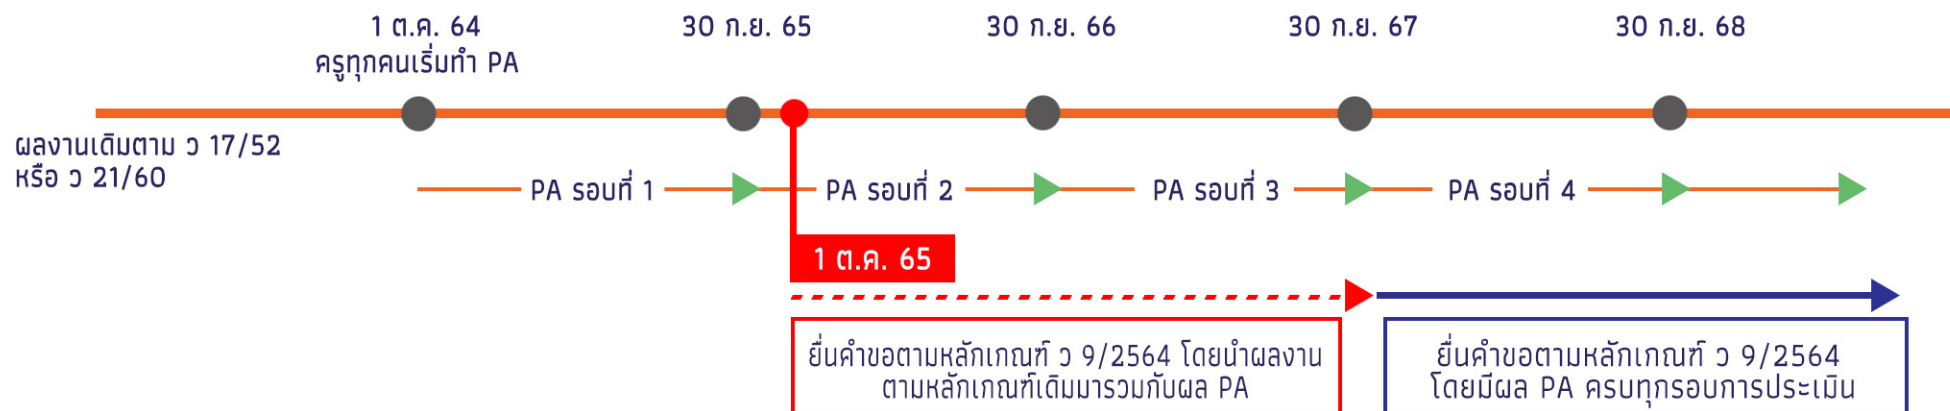 1 ต.ค. 64
ครูทุกคนเริ่มทำ PA
30 ก.ย. 65
30 ก.ย. 66
30 ก.ย. 67
30 ก.ย. 68
ผลงานเดิมตาม ว 17/52
หรือ ว 21/60
PA รอบที่ 1
PA รอบที่ 2
PA รอบที่ 3
PA รอบที่ 4
1 ต.ค. 65
ยื่นคำขอตามหลักเกณฑ์ ว 9/2564 โดยนำผลงาน
ตามหลักเกณฑ์เดิมมารวมกับผล PA
ยื่นคำขอตามหลักเกณฑ์ ว 9/2564
โดยมีผล PA ครบทุกรอบการประเมิน